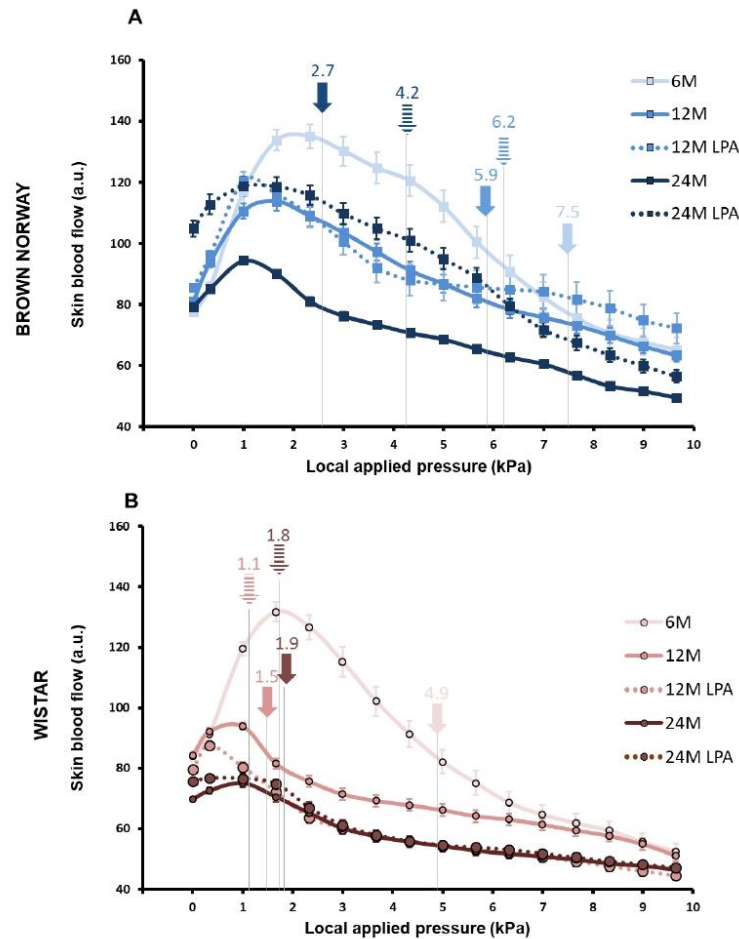 A
BROWN NORWAY
Skin blood flow (a.u.)
160
140
120
100
80
60
40
2.7
4.2
5.9
6.2
7.5
6M
12M
12M LPA
24M
24M LPA
0 1 2 3 4 5 6 7 8 9 10
Local applied pressure (kPa)
B
WISTAR
Skin blood flow (a.u.)
160
140
120
100
80
60
40
1.1
1.8
1.5
1.9
4.9
6M
12M
12M LPA
24M
24M LPA
0 1 2 3 4 5 6 7 8 9 10
Local applied pressure (kPa)